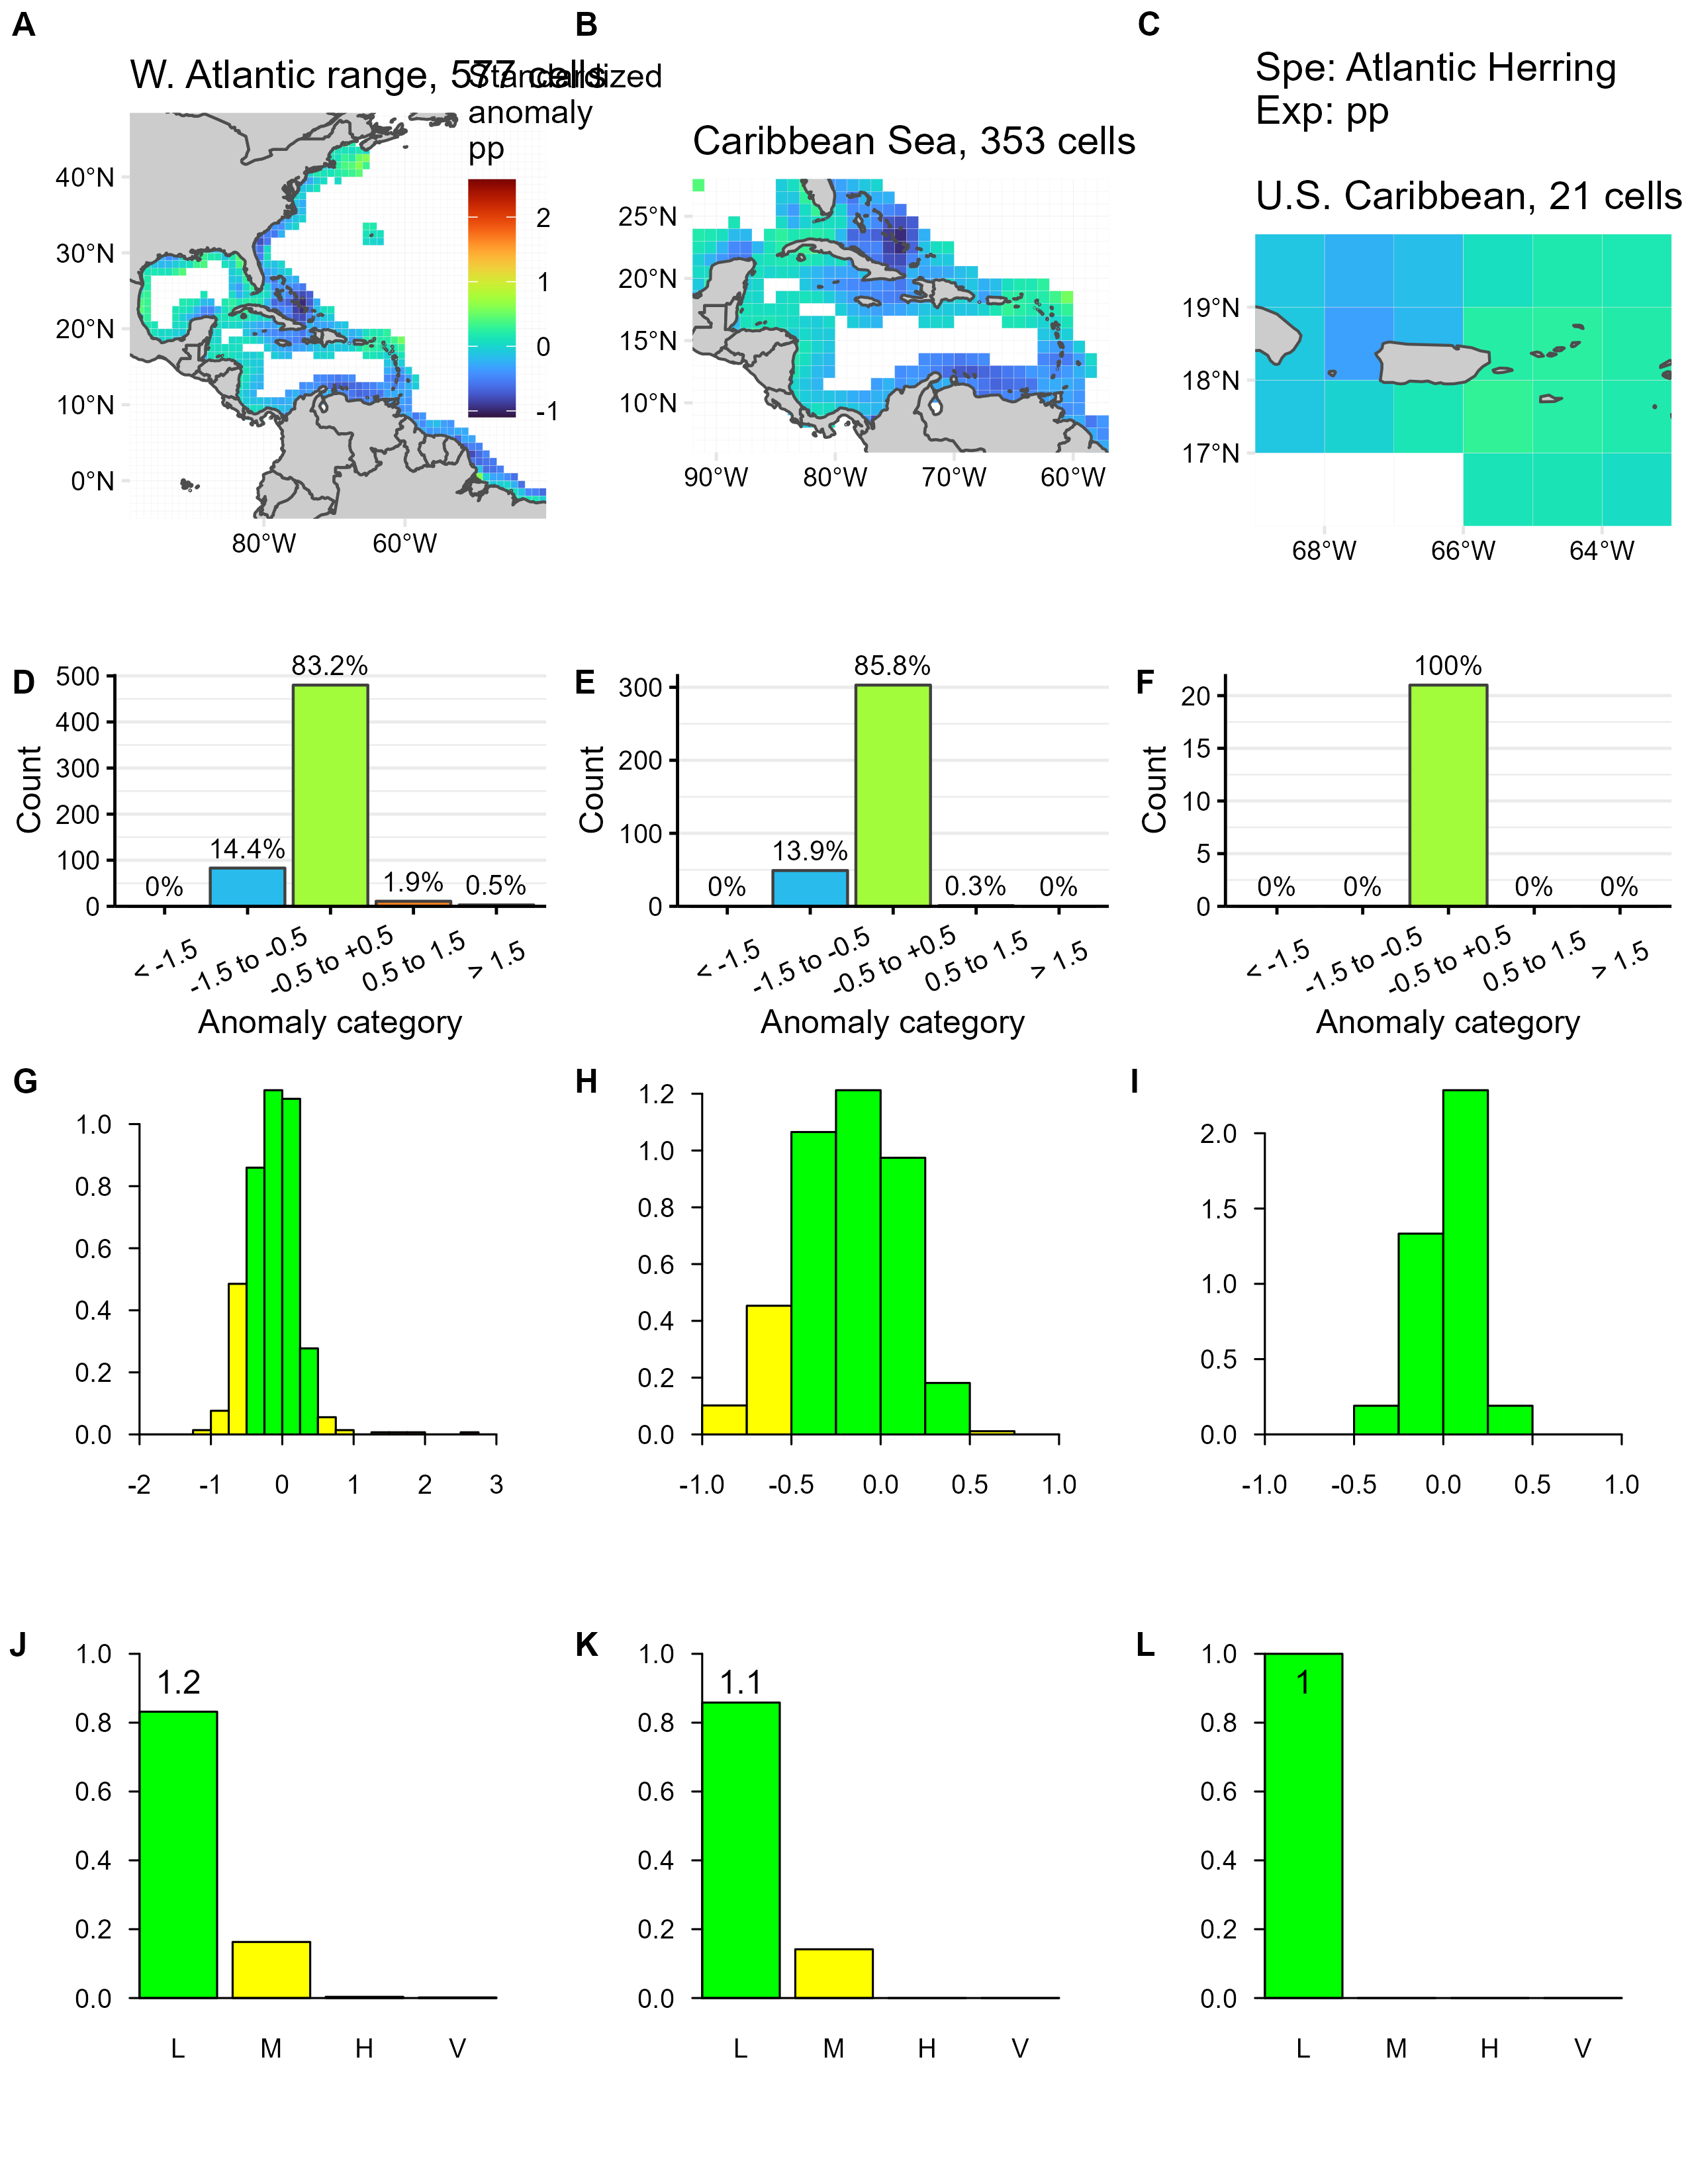 A
B
C
W. Atlantic range, 577 cells
Standardized
anomaly
pp
2
1
0
-1
40°N
30°N
20°N
10°N
0°N
80°W
60°W
Caribbean Sea, 353 cells
25°N
20°N
15°N
10°N
90°W
80°W
70°W
60°W
Spe: Atlantic Herring
Exp: pp
U.S. Caribbean, 21 cells
19°N
18°N
17°N
68°W
66°W
64°W
D
Count
500
400
300
200
100
0
0%
14.4%
83.2%
1.9%
0.5%
< -1.5
-1.5 to -0.5
-0.5 to +0.5
0.5 to 1.5
> 1.5
Anomaly category
E
Count
300
200
100
0
0%
13.9%
85.8%
0.3%
0%
< -1.5
-1.5 to -0.5
-0.5 to +0.5
0.5 to 1.5
> 1.5
Anomaly category
F
Count
20
15
10
5
0
0%
0%
100%
0%
0%
< -1.5
-1.5 to -0.5
-0.5 to +0.5
0.5 to 1.5
> 1.5
Anomaly category
G
1.0
0.8
0.6
0.4
0.2
0.0
-2
-1
0
1
2
3
H
1.2
1.0
0.8
0.6
0.4
0.2
0.0
-1.0
-0.5
0.0
0.5
1.0
I
2.0
1.5
1.0
0.5
0.0
-1.0
-0.5
0.0
0.5
1.0
J
1.0
0.8
0.6
0.4
0.2
0.0
1.2
L
M
H
V
K
1.0
0.8
0.6
0.4
0.2
0.0
1.1
L
M
H
V
L
1.0
0.8
0.6
0.4
0.2
0.0
1
L
M
H
V